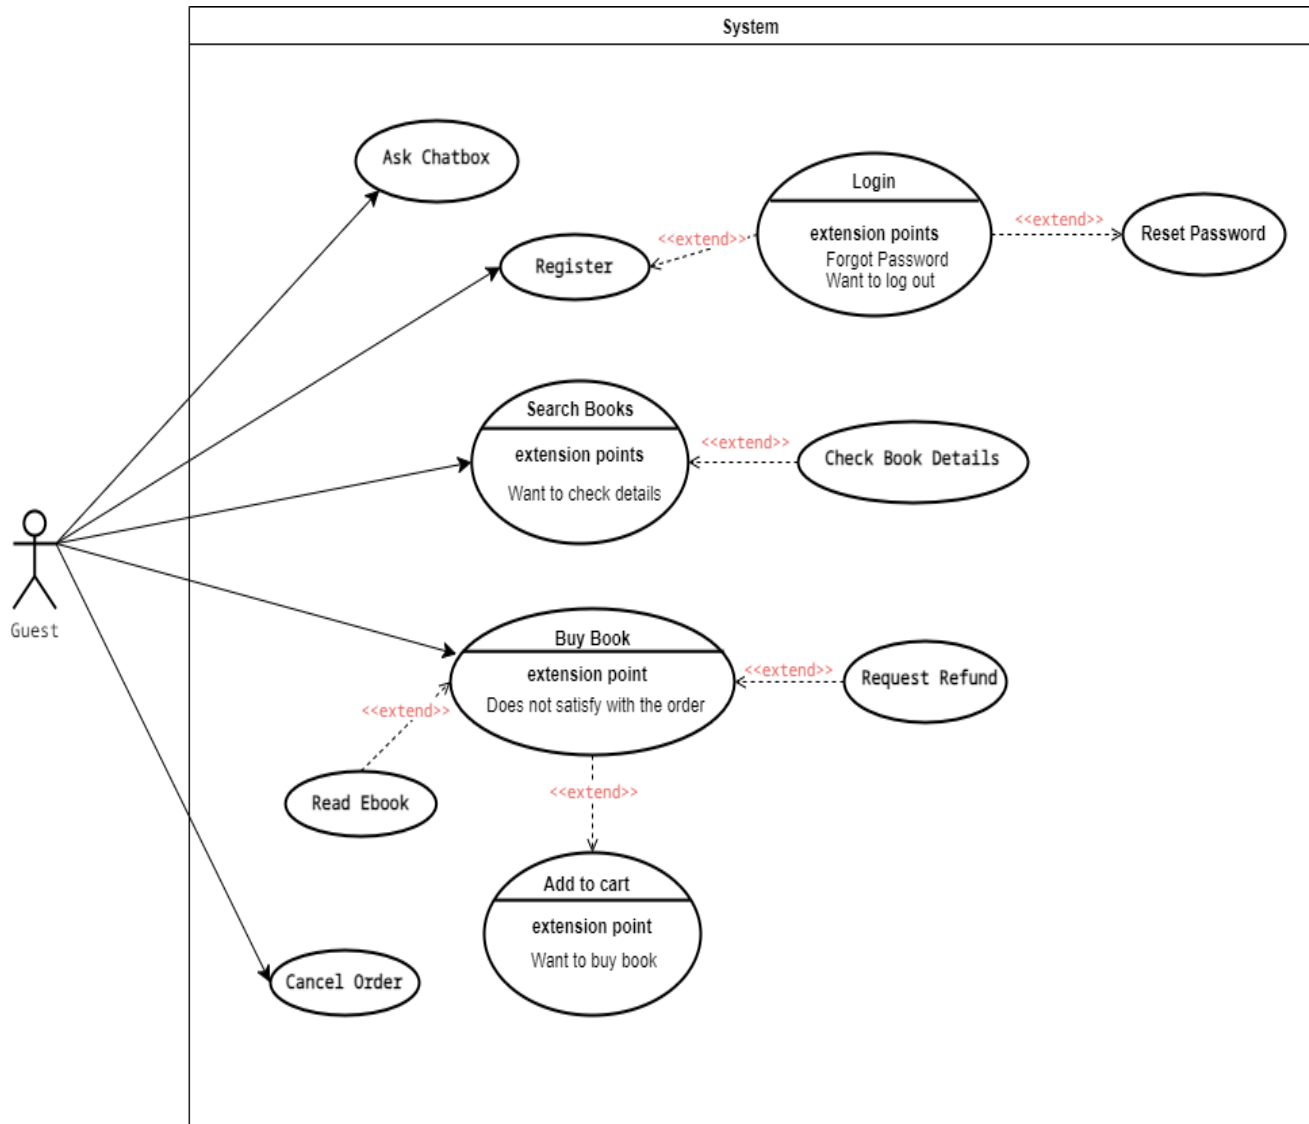 System
Ask Chatbox
Login
extension points
Forgot Password
Want to log out
<<extend>>
Reset Password
<<extend>>
Register
Search Books
extension points
Want to check details
<<extend>>
Check Book Details
Guest
Buy Book
extension point
Does not satisfy with the order
<<extend>>
Request Refund
<<extend>>
Read Ebook
<<extend>>
Add to cart
extension point
Want to buy book
Cancel Order